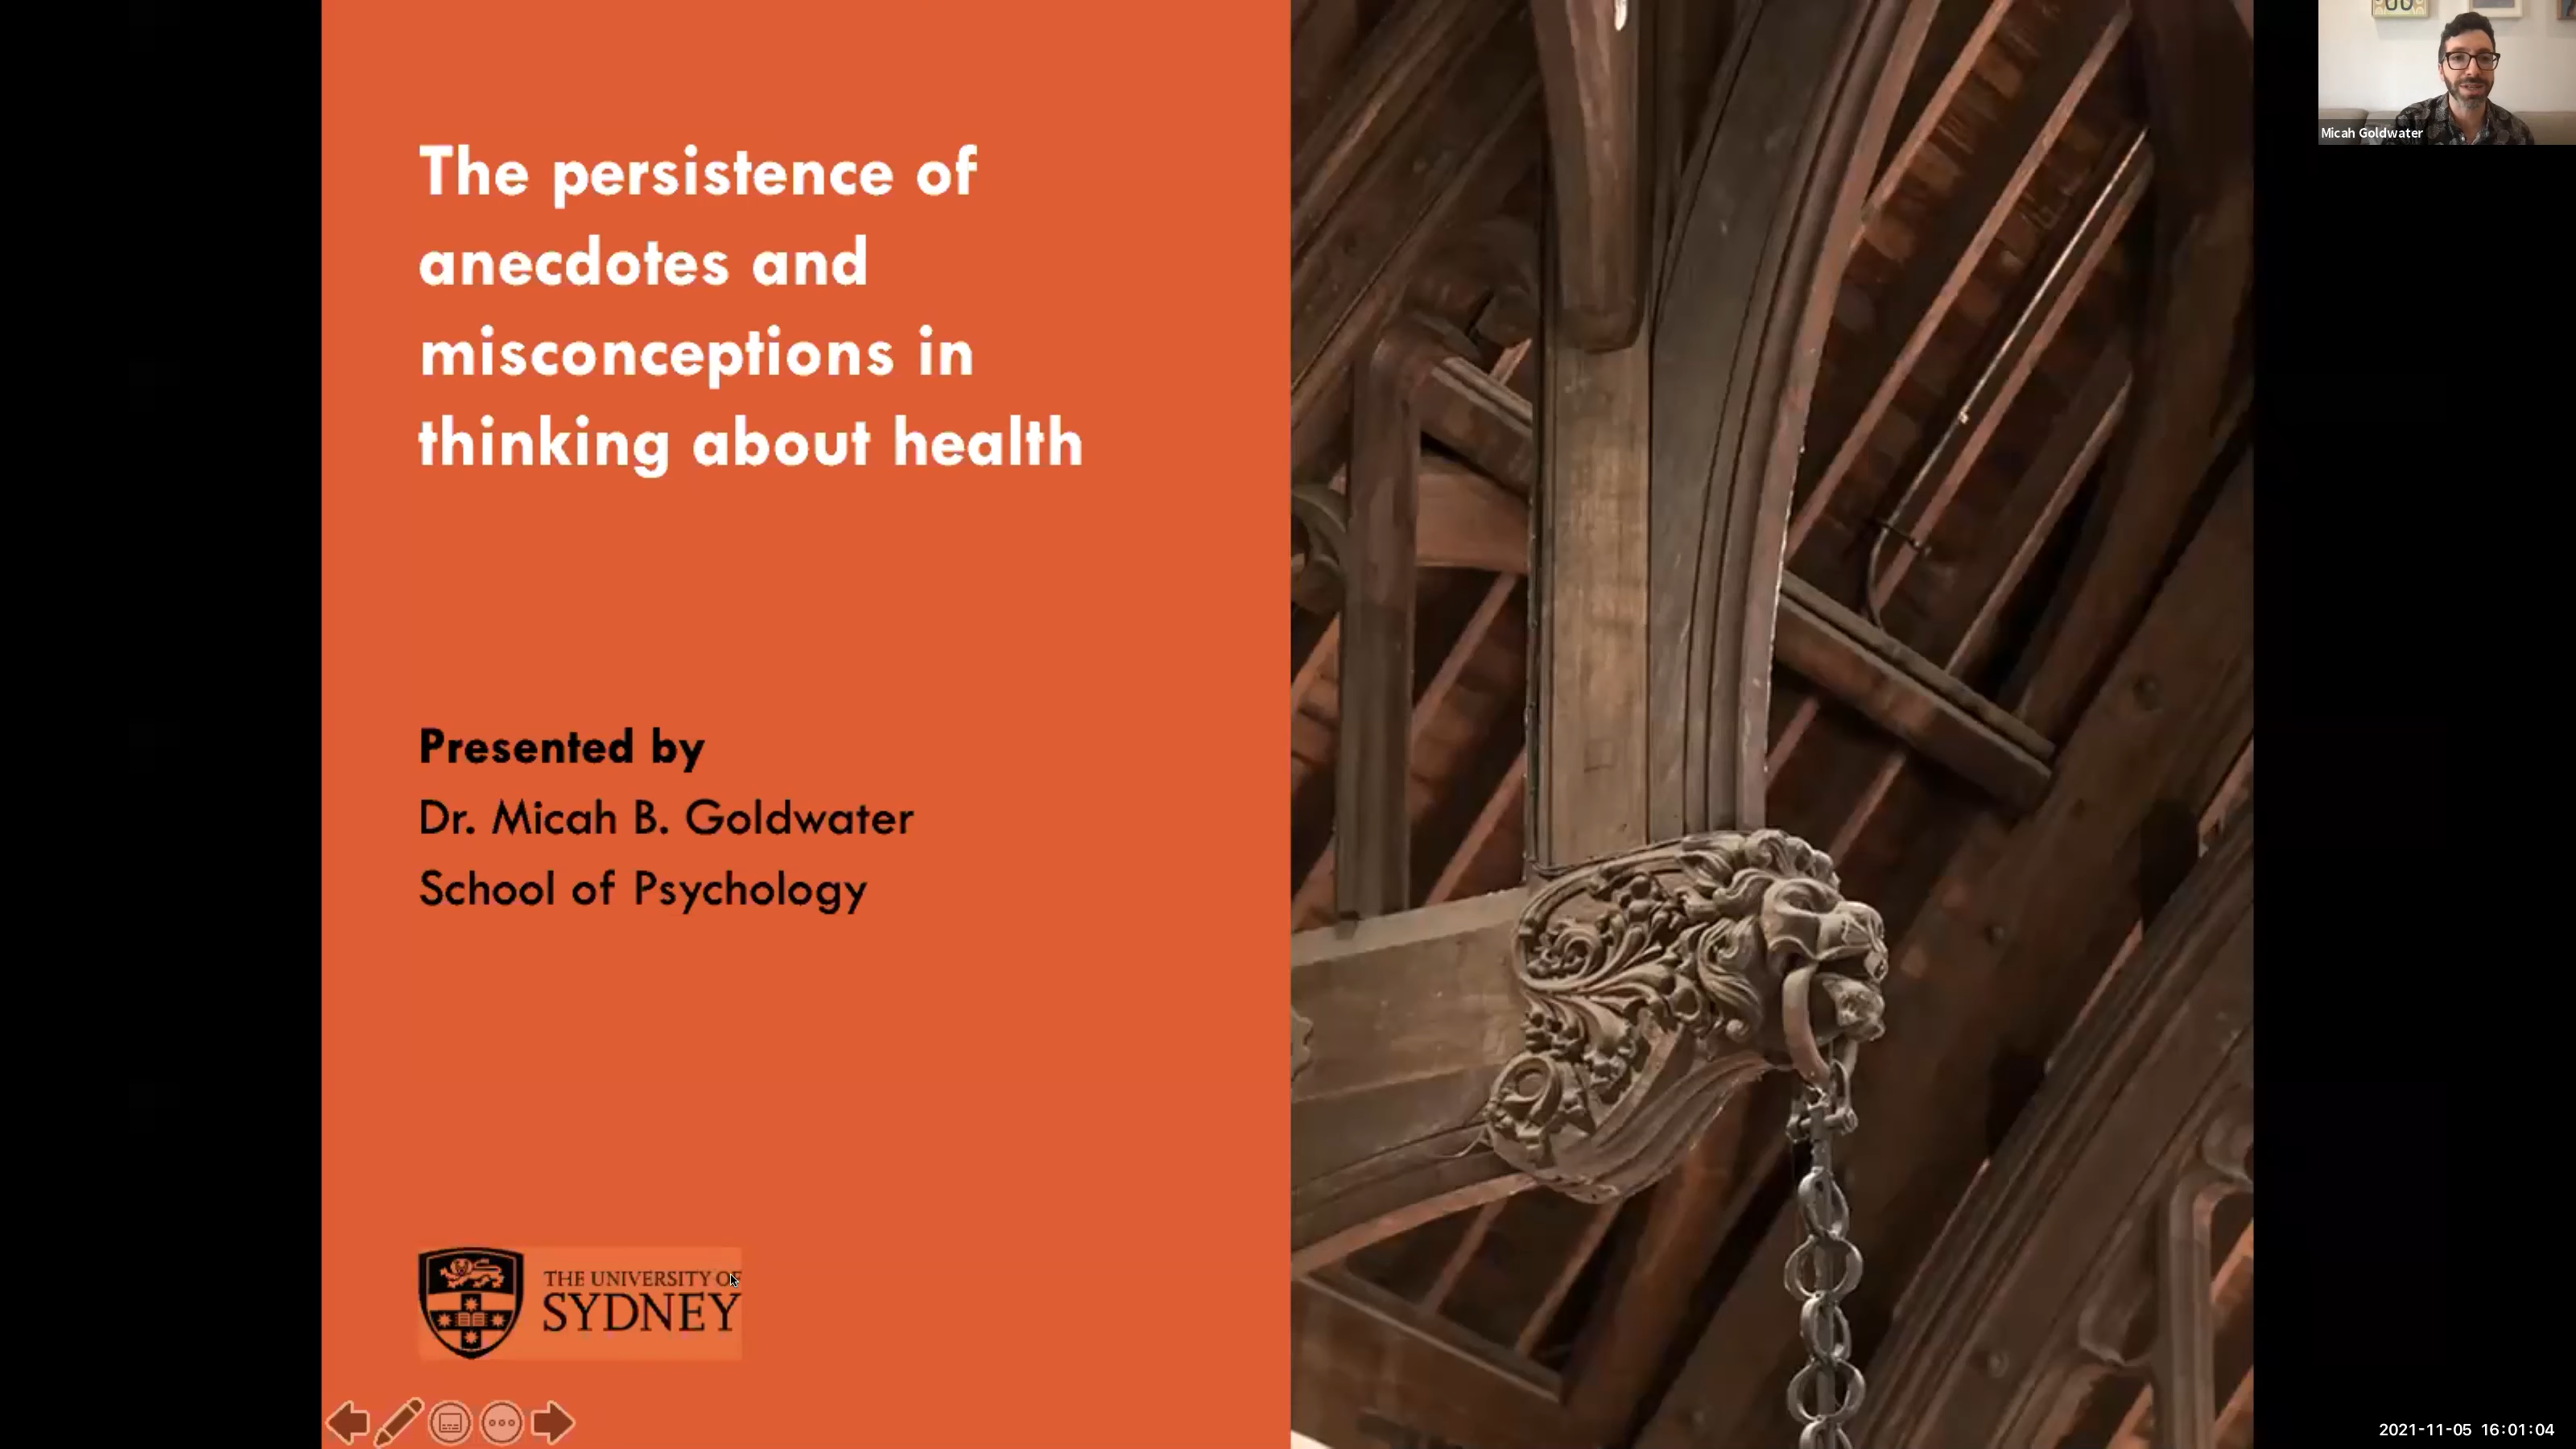 The persistence of
anecdotes and
misconceptions in
thinking about health
Presented by
Dr. Micah B. Goldwater
School of Psychology
THE UNIVERSITY OF
SYDNEY
Micah Goldwater
2021-11-05 16:01:04